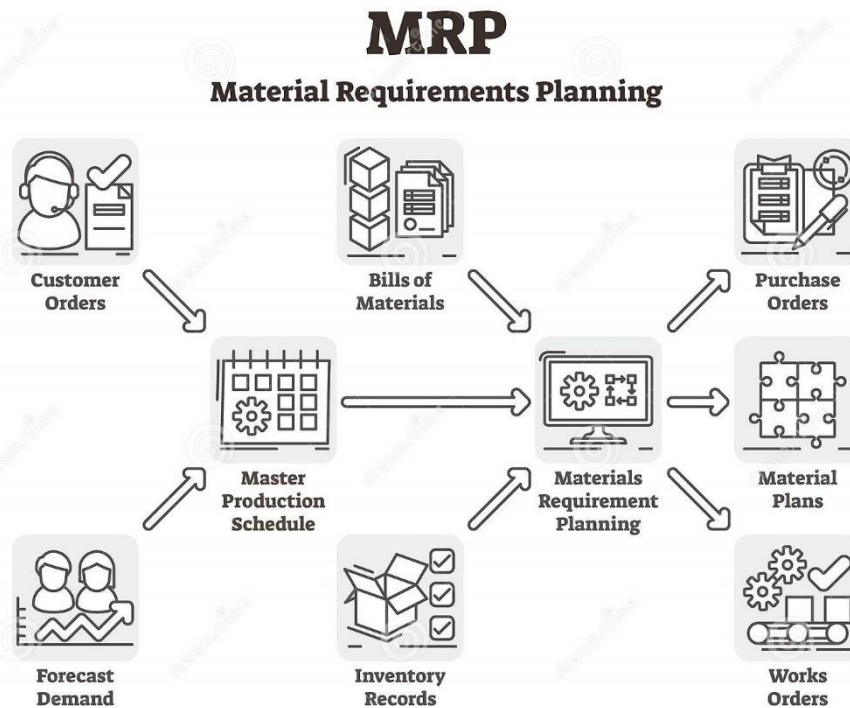 MRP
Material Requirements Planning
Customer
Orders
Bills of
Materials
Purchase
Orders
Master
Production
Schedule
Materials
Requirement
Planning
Material
Plans
Forecast
Demand
Inventory
Records
Works
Orders